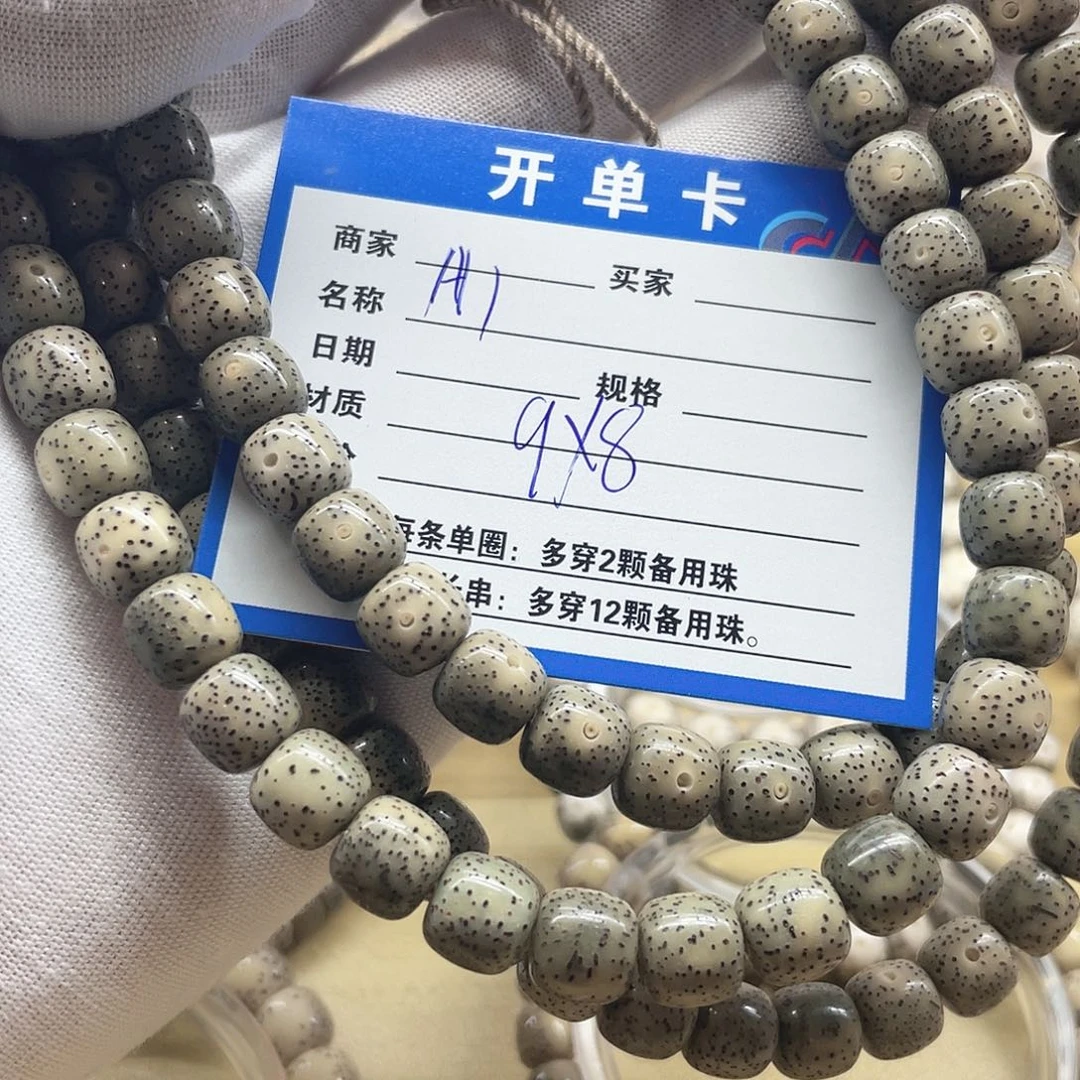 开单卡
商家 买家
名称
日期 规格
材质 9X8
每条单圈：多穿2颗备用珠
长串：多穿12颗备用珠。